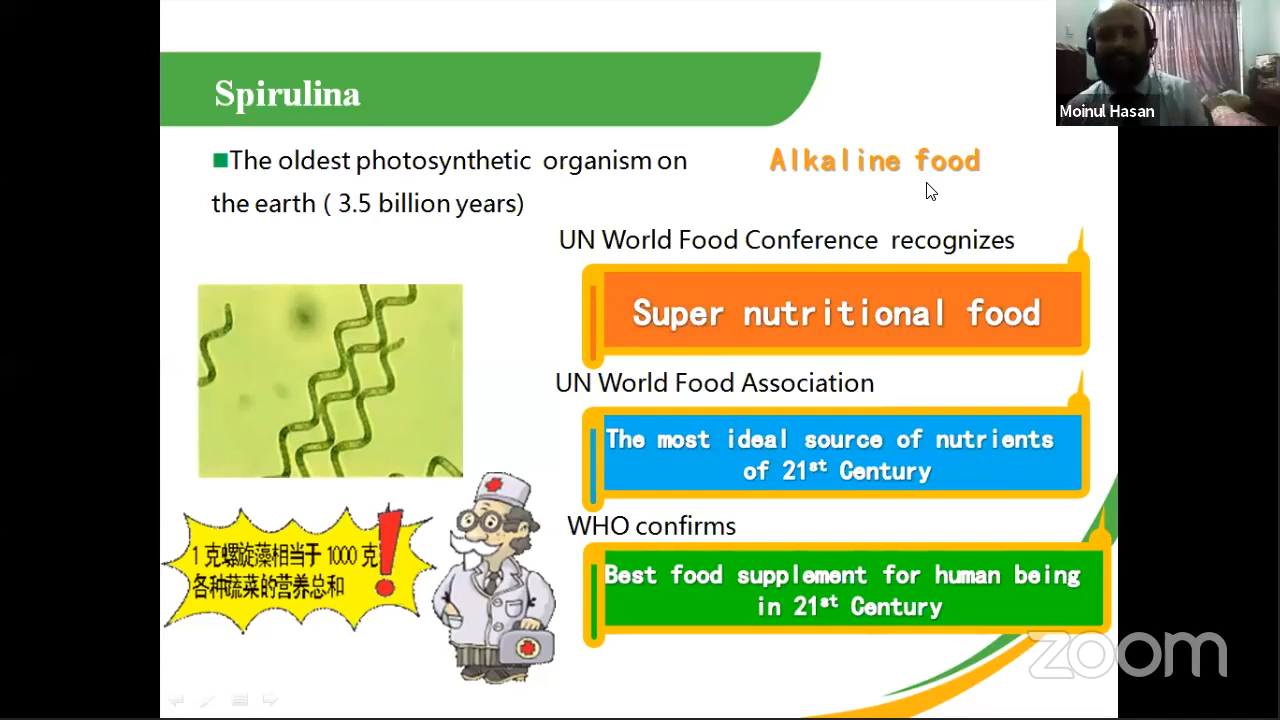 Spirulina
Moinul Hasan
■The oldest photosynthetic organism on
the earth ( 3.5 billion years)
Alkaline food
UN World Food Conference recognizes
Super nutritional food
UN World Food Association
The most ideal source of nutrients
of 21st Century
WHO confirms
Best food supplement for human being
in 21st Century
1克螺旋藻相当于1000克
各种蔬菜的营养总和
!
zoom